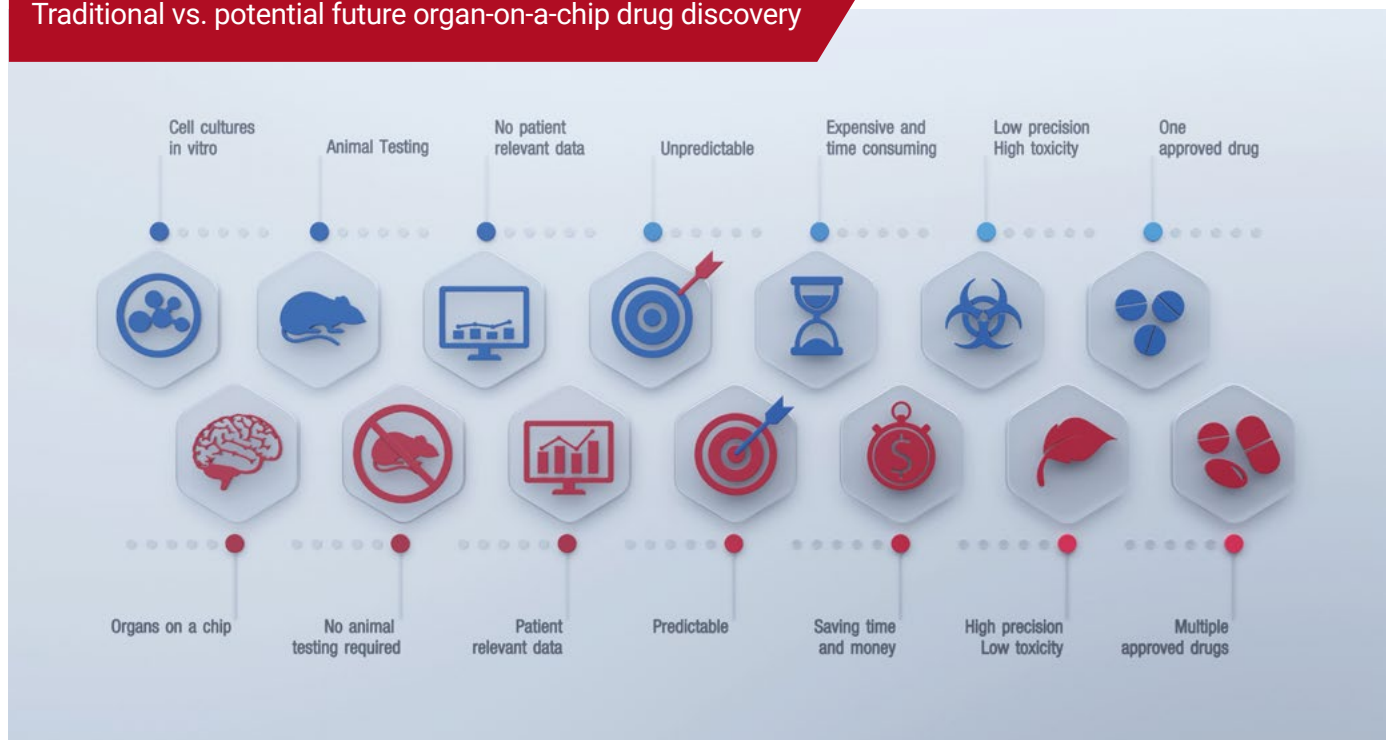 Traditional vs. potential future organ-on-a-chip drug discovery
Cell cultures
in vitro
Animal Testing
No patient
relevant data
Unpredictable
Expensive and
time consuming
Low precision
High toxicity
One
approved drug
$
Organs on a chip
No animal
testing required
Patient
relevant data
Predictable
Saving time
and money
High precision
Low toxicity
Multiple
approved drugs